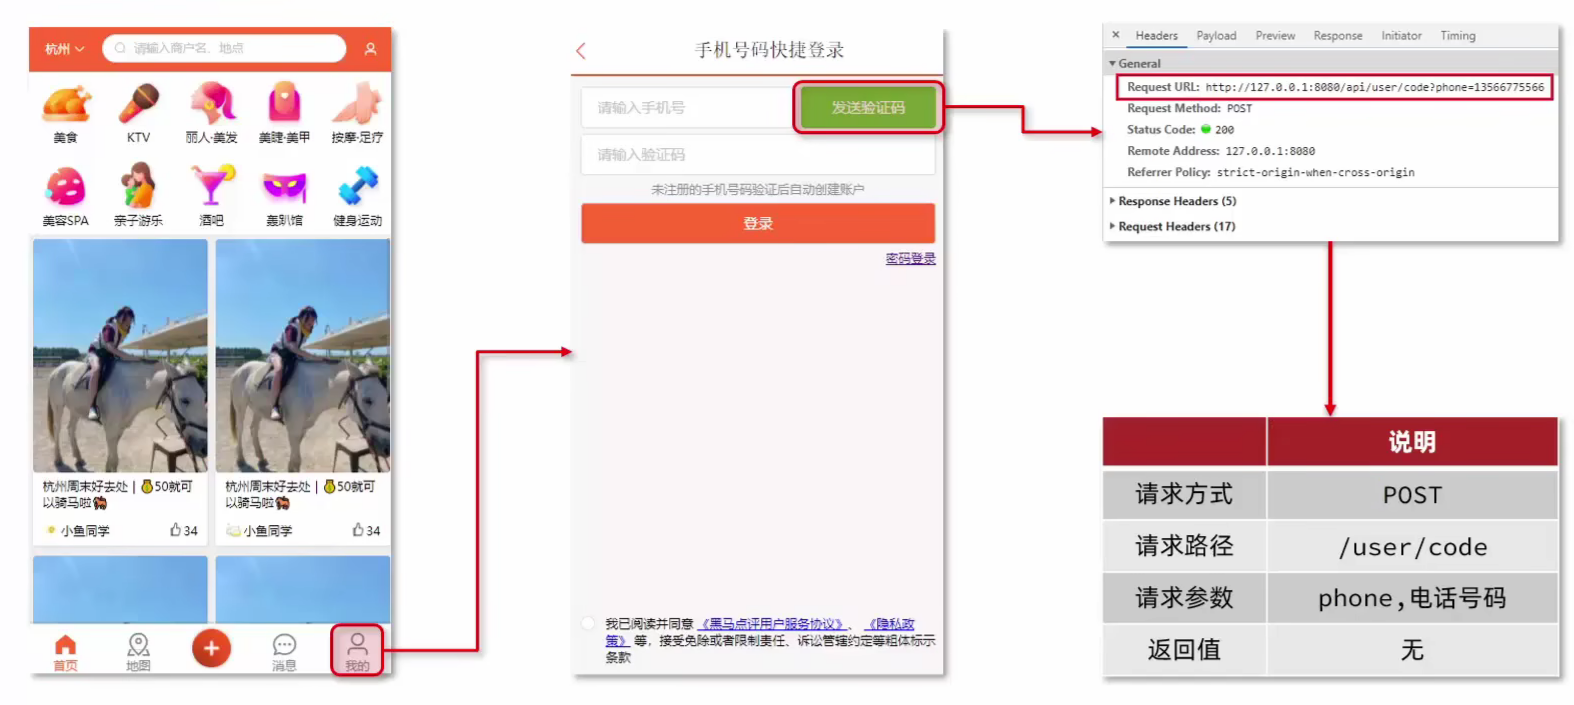 杭州
请输入商户名、地点
美食
KTV
丽人·美发
美睫·美甲
按摩·足疗
美容SPA
亲子游乐
酒吧
轰趴馆
健身运动
杭州周末好去处 | 💰50就可
以骑马啦🐎
小鱼同学
34
杭州周末好去处 | 💰50就可
以骑马啦🐎
小鱼同学
34
首页
地图
消息
我的
手机号码快捷登录
请输入手机号
发送验证码
请输入验证码
未注册的手机号码验证后自动创建账户
登录
密码登录
我已阅读并同意 《黑马点评用户服务协议》、《隐私政
策》等，接受免除或者限制责任、诉讼管辖约定等粗体标示
条款
Headers Payload Preview Response Initiator Timing
General
Request URL: http://127.0.0.1:8080/api/user/code?phone=13566775566
Request Method: POST
Status Code: 200
Remote Address: 127.0.0.1:8080
Referrer Policy: strict-origin-when-cross-origin
Response Headers (5)
Request Headers (17)
说明
请求方式 POST
请求路径 /user/code
请求参数 phone,电话号码
返回值 无